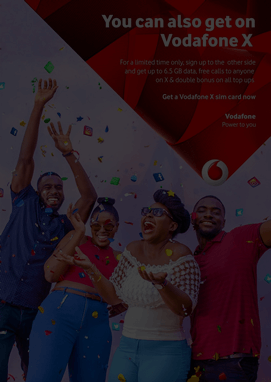 You can also get on
Vodafone X
For a limited time only, sign up to the other side
and get up to 6.5 GB data, free calls to anyone
on X & double bonus on all top ups.
Get a Vodafone X sim card now
Vodafone
Power to you